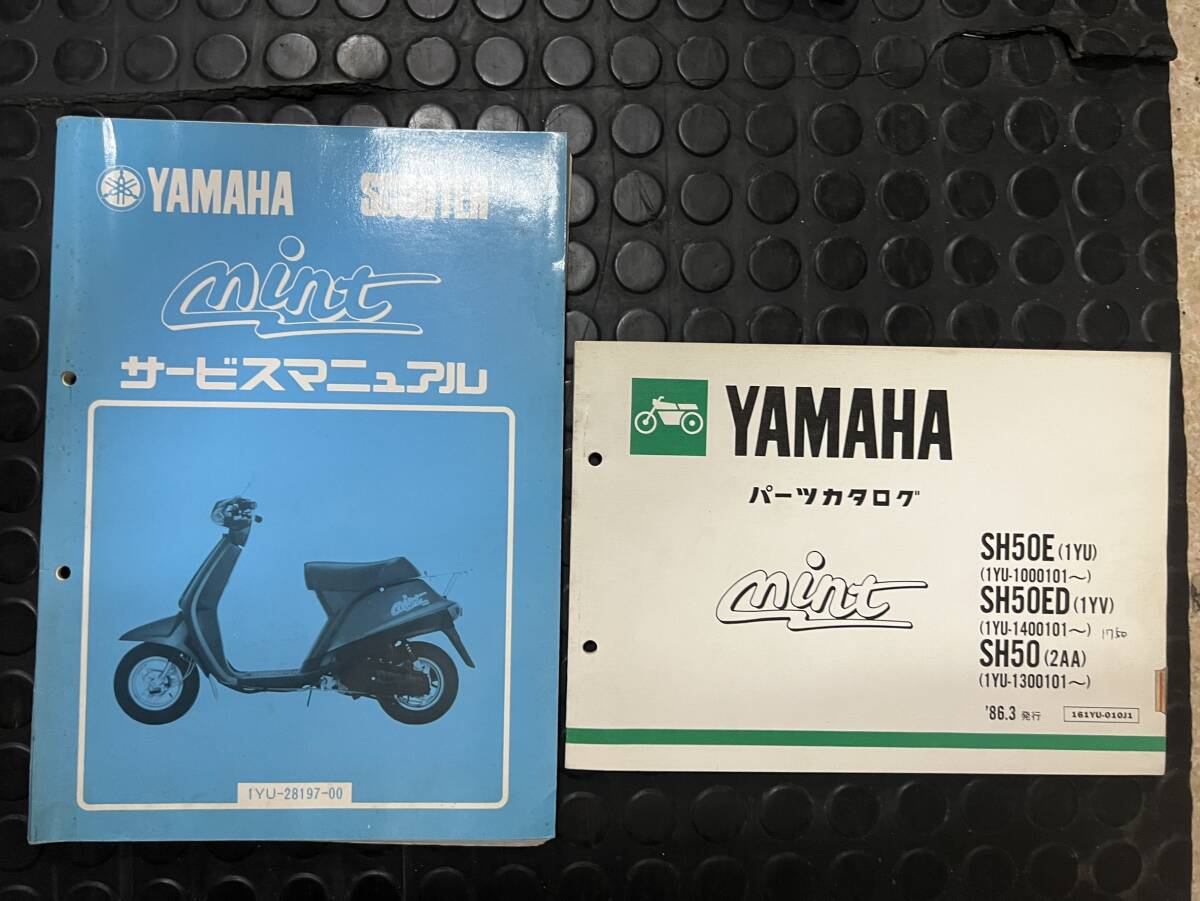 YAMAHA SCOOTER
mint
サービスマニュアル
mint
1YU-28197-00
YAMAHA
パーツカタログ
mint
SH50E (1YU)
(1YU-1000101～)
SH50ED (1YV)
(1YU-1400101～) 1750
SH50 (2AA)
(1YU-1300101～)
'86.3 発行 161YU-010J1